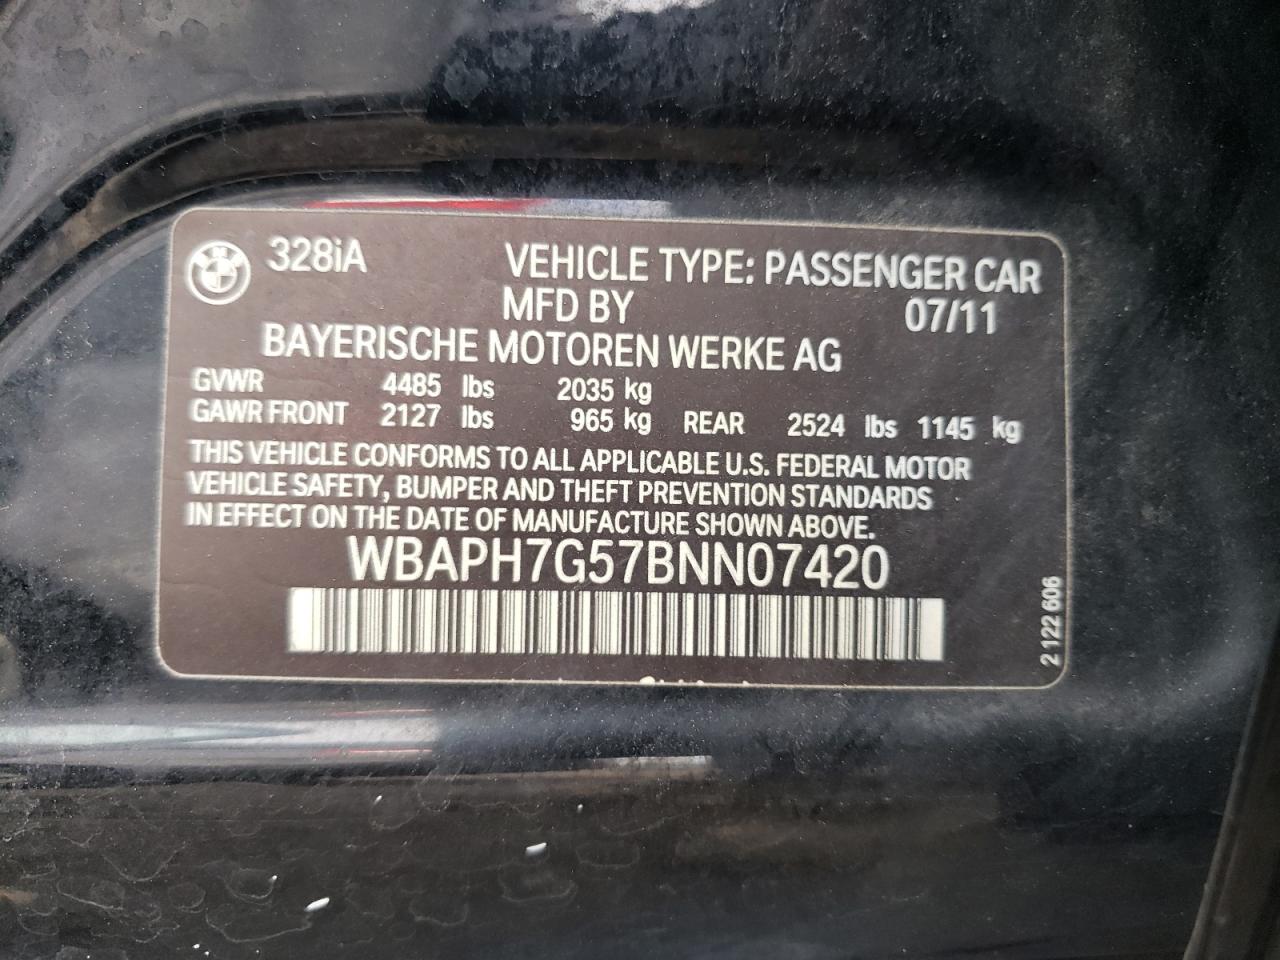 328iA VEHICLE TYPE: PASSENGER CAR
MFD BY 07/11
BAYERISCHE MOTOREN WERKE AG
GVWR 4485 lbs 2035 kg
GAWR FRONT 2127 lbs 965 kg REAR 2524 lbs 1145 kg
THIS VEHICLE CONFORMS TO ALL APPLICABLE U.S. FEDERAL MOTOR
VEHICLE SAFETY, BUMPER AND THEFT PREVENTION STANDARDS
IN EFFECT ON THE DATE OF MANUFACTURE SHOWN ABOVE.
WBAPH7G57BNN07420
2 122 606